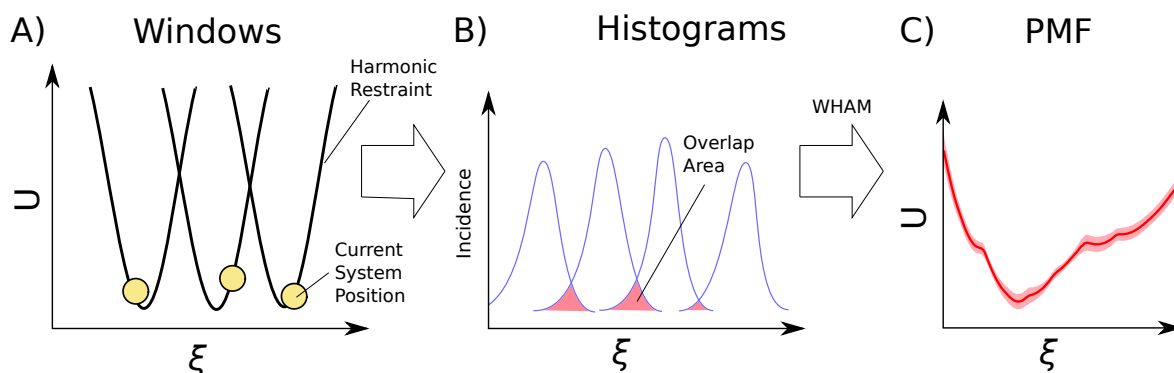 A)
Windows
Harmonic
Restraint
U
Current
System
Position
ξ
B)
Histograms
Incidence
Overlap
Area
ξ
WHAM
C)
PMF
U
ξ